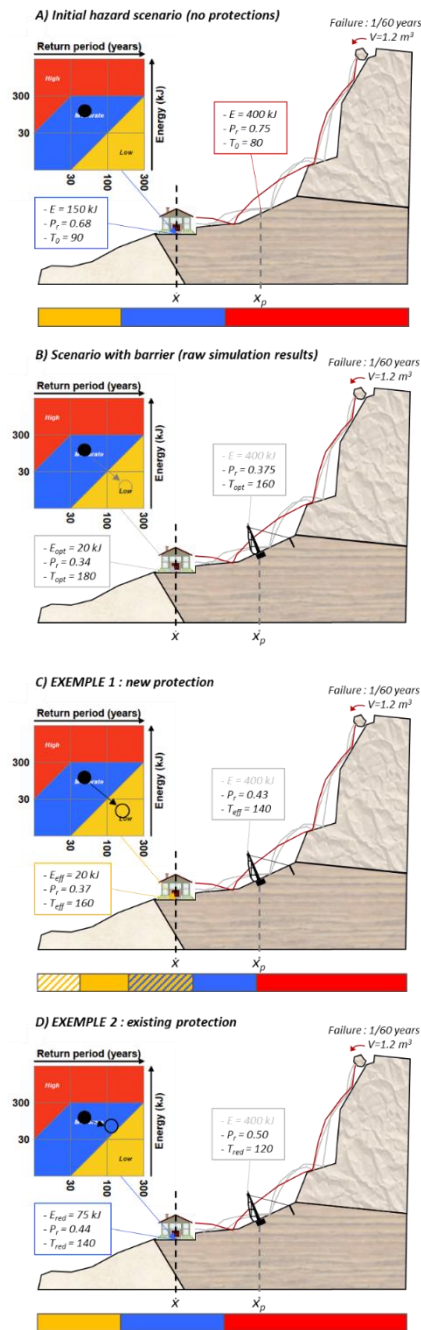 A) Initial hazard scenario (no protections)
Failure : 1/60 years
V=1.2 m³
Return period (years)
High
Low
Energy (kJ)
300
30
30
100
300
- E = 400 kJ
- Pr = 0.75
- T0 = 80
- E = 150 kJ
- Pr = 0.68
- T0 = 90
x
xp
B) Scenario with barrier (raw simulation results)
Failure : 1/60 years
V=1.2 m³
Return period (years)
High
Low
Energy (kJ)
300
30
30
100
300
- E = 400 kJ
- Pr = 0.375
- Topt = 160
- Eopt = 20 kJ
- Pr = 0.34
- Topt = 180
x
xp
C) EXEMPLE 1 : new protection
Failure : 1/60 years
V=1.2 m³
Return period (years)
High
Low
Energy (kJ)
300
30
30
100
300
- E = 400 kJ
- Pr = 0.43
- Teff = 140
- Eeff = 20 kJ
- Pr = 0.37
- Teff = 160
x
xp
D) EXEMPLE 2 : existing protection
Failure : 1/60 years
V=1.2 m³
Return period (years)
High
Low
Energy (kJ)
300
30
30
100
300
- E = 400 kJ
- Pr = 0.50
- Tred = 120
- Ered = 75 kJ
- Pr = 0.44
- Tred = 140
x
xp